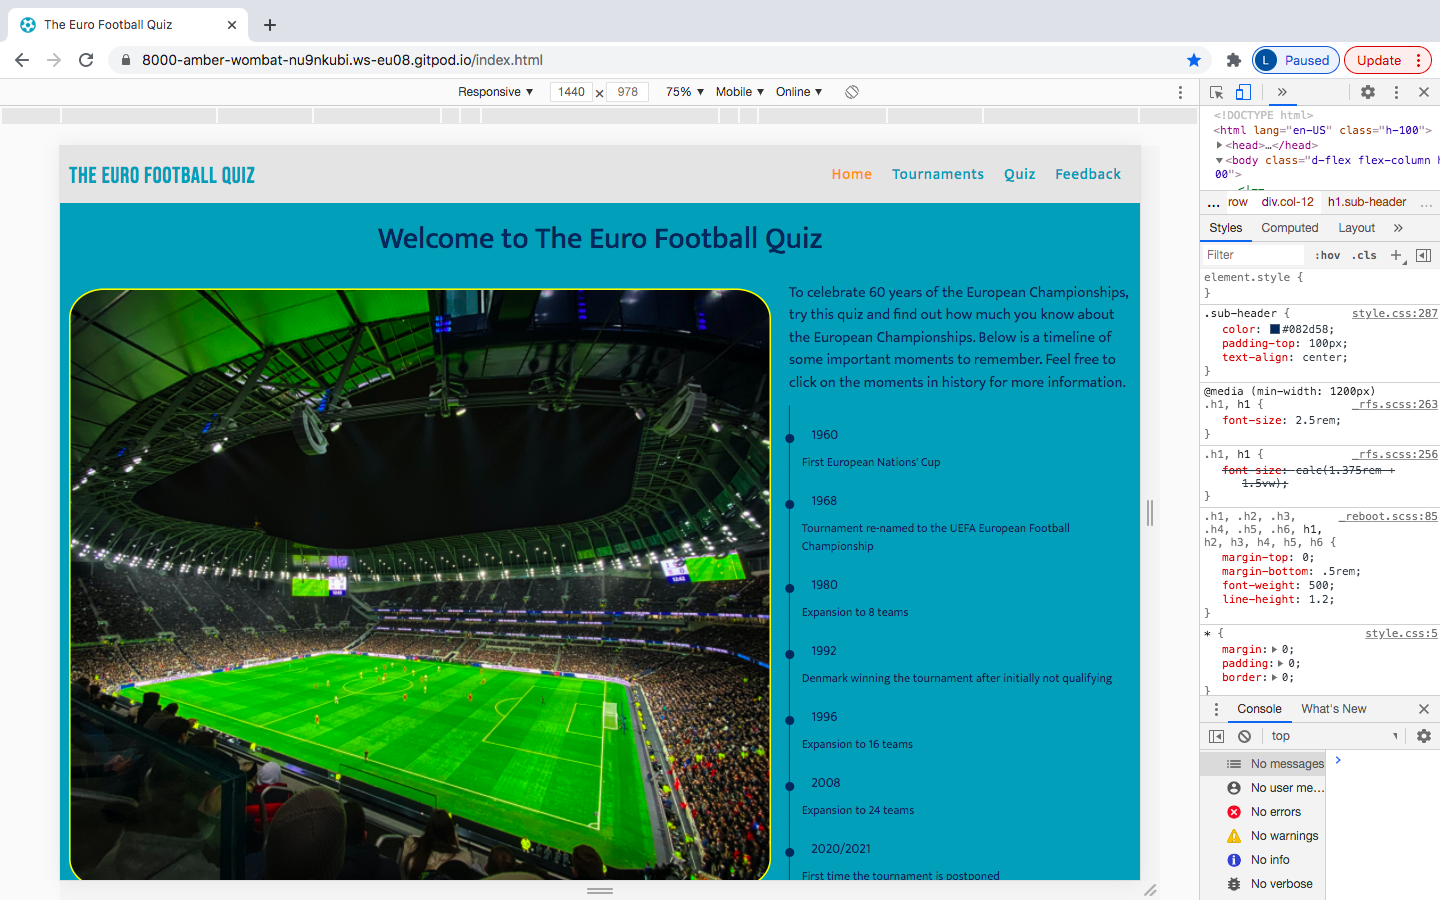 The Euro Football Quiz
8000-amber-wombat-nu9nkubi.ws-eu08.gitpod.io/index.html
L Paused
Update
Responsive
1440 × 978
75%
Mobile
Online
THE EURO FOOTBALL QUIZ
Home Tournaments Quiz Feedback
Welcome to The Euro Football Quiz
To celebrate 60 years of the European Championships,
try this quiz and find out how much you know about
the European Championships. Below is a timeline of
some important moments to remember. Feel free to
click on the moments in history for more information.
1960
First European Nations' Cup
1968
Tournament re-named to the UEFA European Football
Championship
1980
Expansion to 8 teams
1992
Denmark winning the tournament after initially not qualifying
1996
Expansion to 16 teams
2008
Expansion to 24 teams
2020/2021
First time the tournament is postponed
<!DOCTYPE html>
<html lang="en-US" class="h-100">
<head>…</head>
<body class="d-flex flex-column h
00">
<!--
… row div.col-12 h1.sub-header …
Styles Computed Layout
Filter :hov .cls
element.style {
}
.sub-header { style.css:287
color: #082d58;
padding-top: 100px;
text-align: center;
}
@media (min-width: 1200px)
.h1, h1 { _rfs.scss:263
font-size: 2.5rem;
}
.h1, h1 { _rfs.scss:256
font-size: calc(1.375rem +
1.5vw);
}
.h1, .h2, .h3, _reboot.scss:85
.h4, .h5, .h6, h1,
h2, h3, h4, h5, h6 {
margin-top: 0;
margin-bottom: .5rem;
font-weight: 500;
line-height: 1.2;
}
* { style.css:5
margin: 0;
padding: 0;
border: 0;
}
Console What's New
top
No messages
No user me...
No errors
No warnings
No info
No verbose